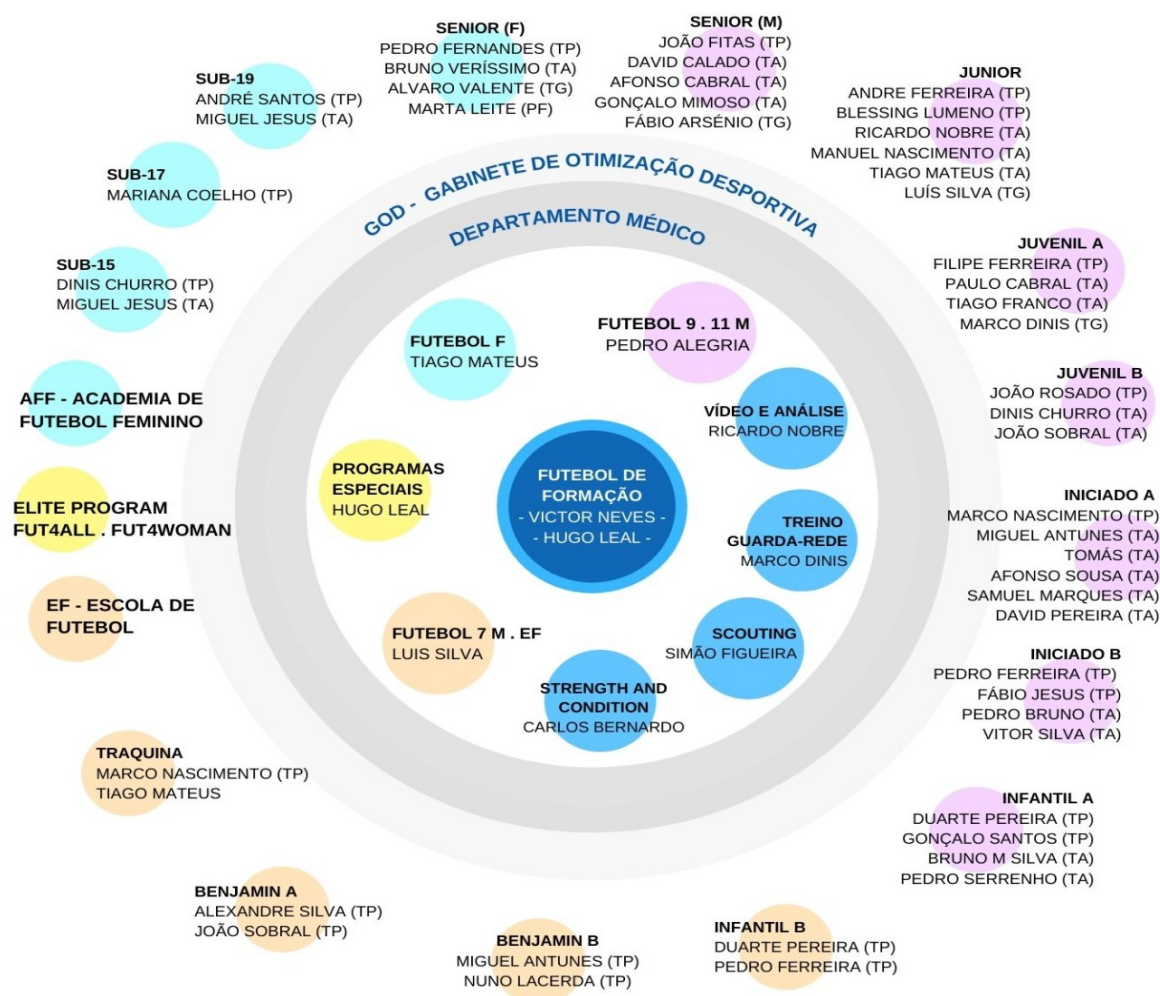 SENIOR (F)
PEDRO FERNANDES (TP)
BRUNO VERÍSSIMO (TA)
ALVARO VALENTE (TG)
MARTA LEITE (PF)
SENIOR (M)
JOÃO FITAS (TP)
DAVID CALADO (TA)
AFONSO CABRAL (TA)
GONÇALO MIMOSO (TA)
FÁBIO ARSÉNIO (TG)
SUB-19
ANDRÉ SANTOS (TP)
MIGUEL JESUS (TA)
JUNIOR
ANDRE FERREIRA (TP)
BLESSING LUMENO (TP)
RICARDO NOBRE (TA)
MANUEL NASCIMENTO (TA)
TIAGO MATEUS (TA)
LUÍS SILVA (TG)
SUB-17
MARIANA COELHO (TP)
GOD - GABINETE DE OTIMIZAÇÃO DESPORTIVA
DEPARTAMENTO MÉDICO
SUB-15
DINIS CHURRO (TP)
MIGUEL JESUS (TA)
JUVENIL A
FILIPE FERREIRA (TP)
PAULO CABRAL (TA)
TIAGO FRANCO (TA)
MARCO DINIS (TG)
FUTEBOL F
TIAGO MATEUS
FUTEBOL 9 . 11 M
PEDRO ALEGRIA
AFF - ACADEMIA DE
FUTEBOL FEMININO
VÍDEO E ANÁLISE
RICARDO NOBRE
JUVENIL B
JOÃO ROSADO (TP)
DINIS CHURRO (TA)
JOÃO SOBRAL (TA)
PROGRAMAS
ESPECIAIS
HUGO LEAL
FUTEBOL DE
FORMAÇÃO
- VICTOR NEVES -
- HUGO LEAL -
ELITE PROGRAM
FUT4ALL . FUT4WOMAN
TREINO
GUARDA-REDE
MARCO DINIS
INICIADO A
MARCO NASCIMENTO (TP)
MIGUEL ANTUNES (TA)
TOMÁS (TA)
AFONSO SOUSA (TA)
SAMUEL MARQUES (TA)
DAVID PEREIRA (TA)
EF - ESCOLA DE
FUTEBOL
FUTEBOL 7 M . EF
LUIS SILVA
SCOUTING
SIMÃO FIGUEIRA
STRENGTH AND
CONDITION
CARLOS BERNARDO
INICIADO B
PEDRO FERREIRA (TP)
FÁBIO JESUS (TP)
PEDRO BRUNO (TA)
VITOR SILVA (TA)
TRAQUINA
MARCO NASCIMENTO (TP)
TIAGO MATEUS
INFANTIL A
DUARTE PEREIRA (TP)
GONÇALO SANTOS (TP)
BRUNO M SILVA (TA)
PEDRO SERRENHO (TA)
BENJAMIN A
ALEXANDRE SILVA (TP)
JOÃO SOBRAL (TP)
BENJAMIN B
MIGUEL ANTUNES (TP)
NUNO LACERDA (TP)
INFANTIL B
DUARTE PEREIRA (TP)
PEDRO FERREIRA (TP)